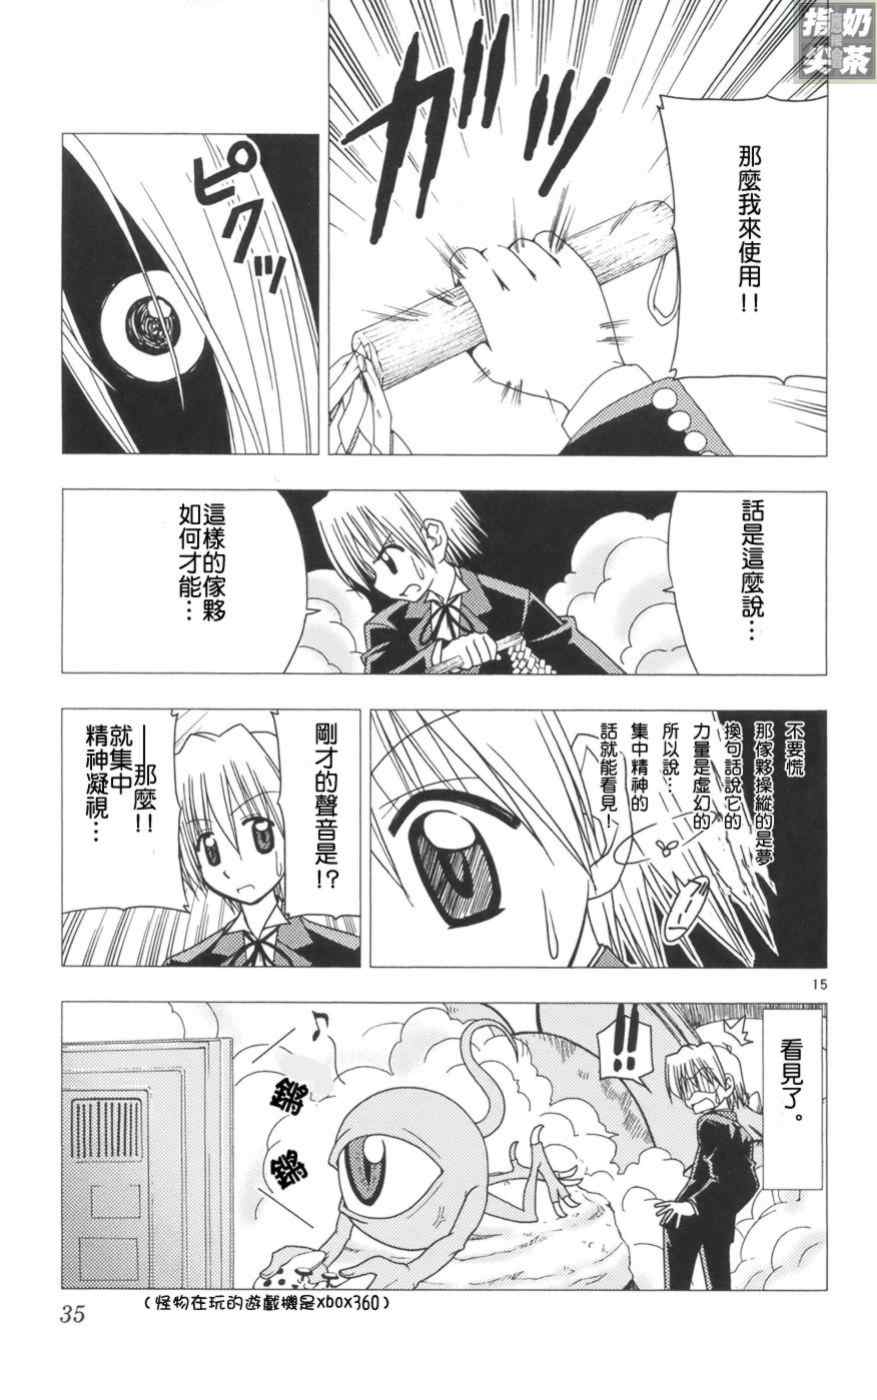 指奶
尖茶
那麼我來使用!!
ガシ
ピクッ
話是這麼說…
這樣的傢夥
如何才能…
不要慌
那傢夥操縱的是夢
換句話說它的
力量是虛幻的
所以說…
集中精神的
話就能看見!
剛才的聲音是!?
──那麼!!
就集中
精神凝視…
15
看見了。
!!
♪
鏘
鏘
(怪物在玩的遊戲機是xbox360)
35